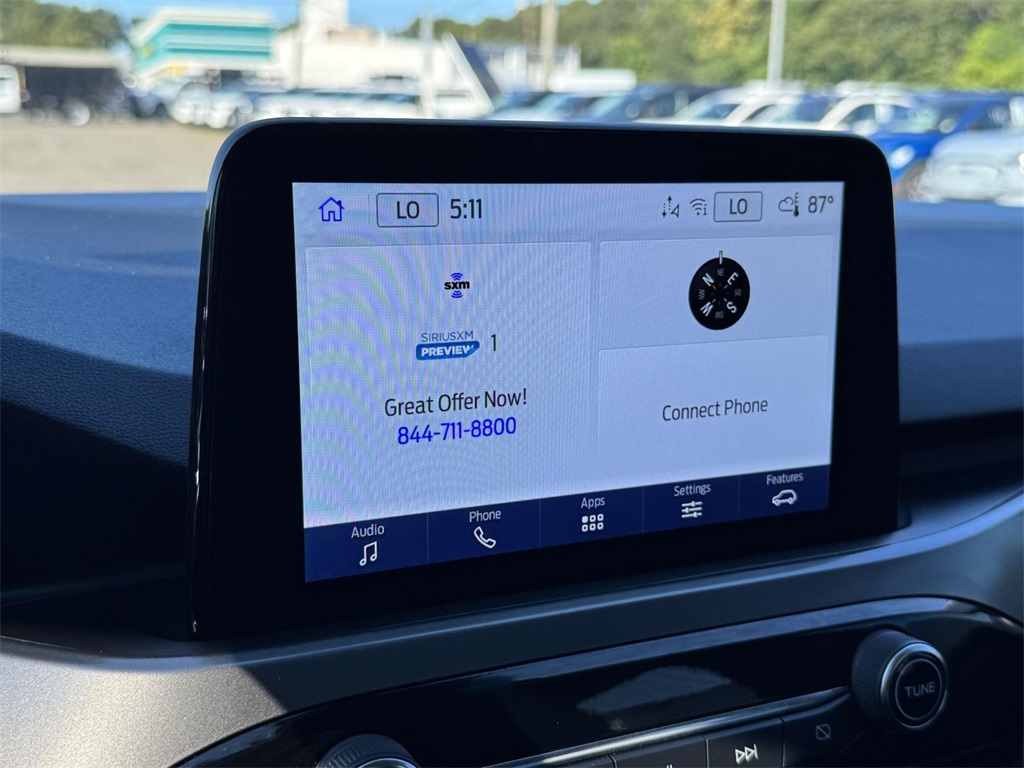 LO 5:11 LO 87°
sxm
SIRIUSXM
PREVIEW 1
Great Offer Now!
844-711-8800
N NE E S W
Connect Phone
Audio Phone Apps Settings Features
TUNE